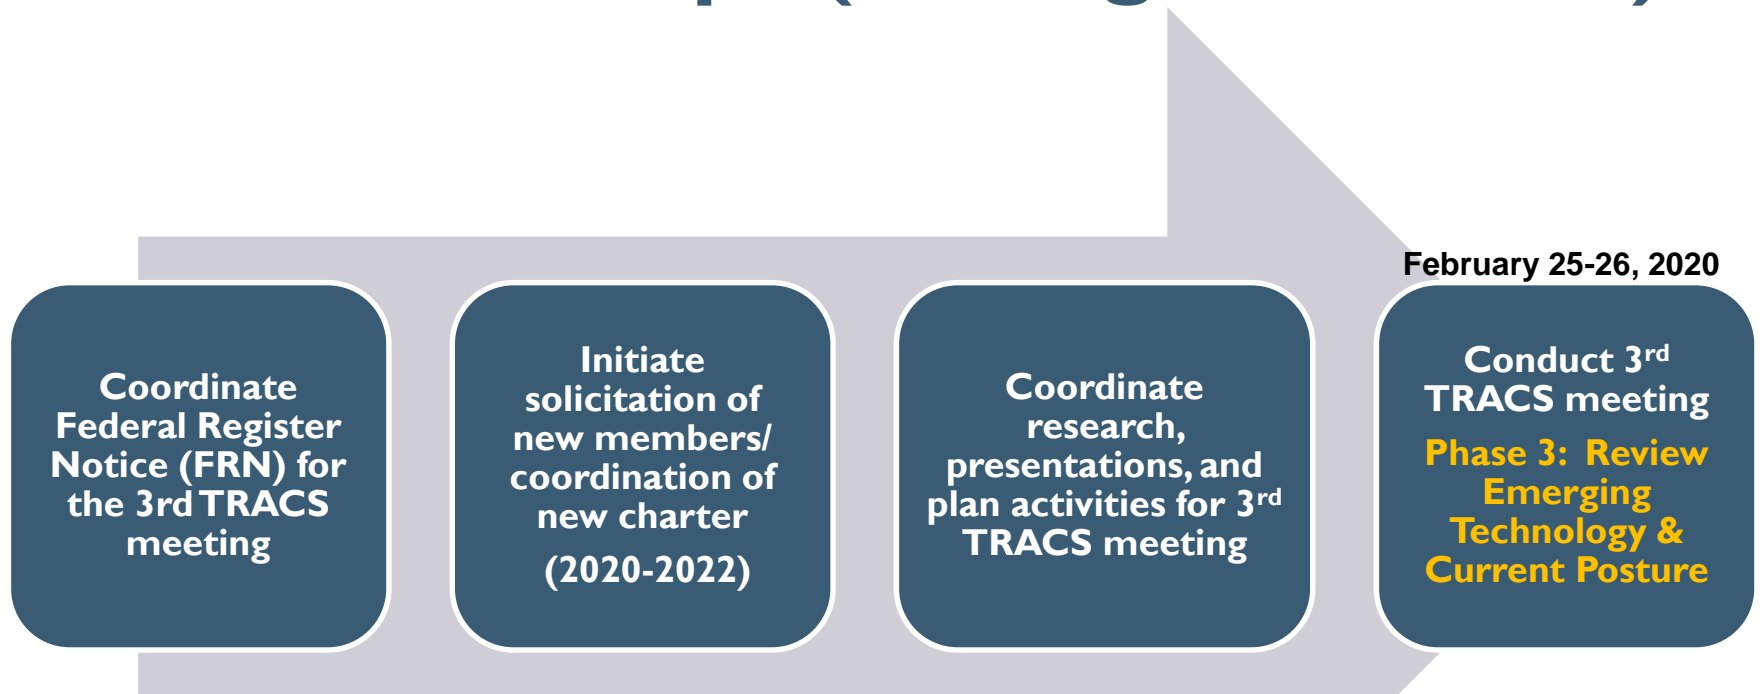 Coordinate
Federal Register
Notice (FRN) for
the 3rd TRACS
meeting
Initiate
solicitation of
new members/
coordination of
new charter
(2020-2022)
Coordinate
research,
presentations, and
plan activities for 3rd
TRACS meeting
February 25-26, 2020
Conduct 3rd
TRACS meeting
Phase 3: Review
Emerging
Technology &
Current Posture